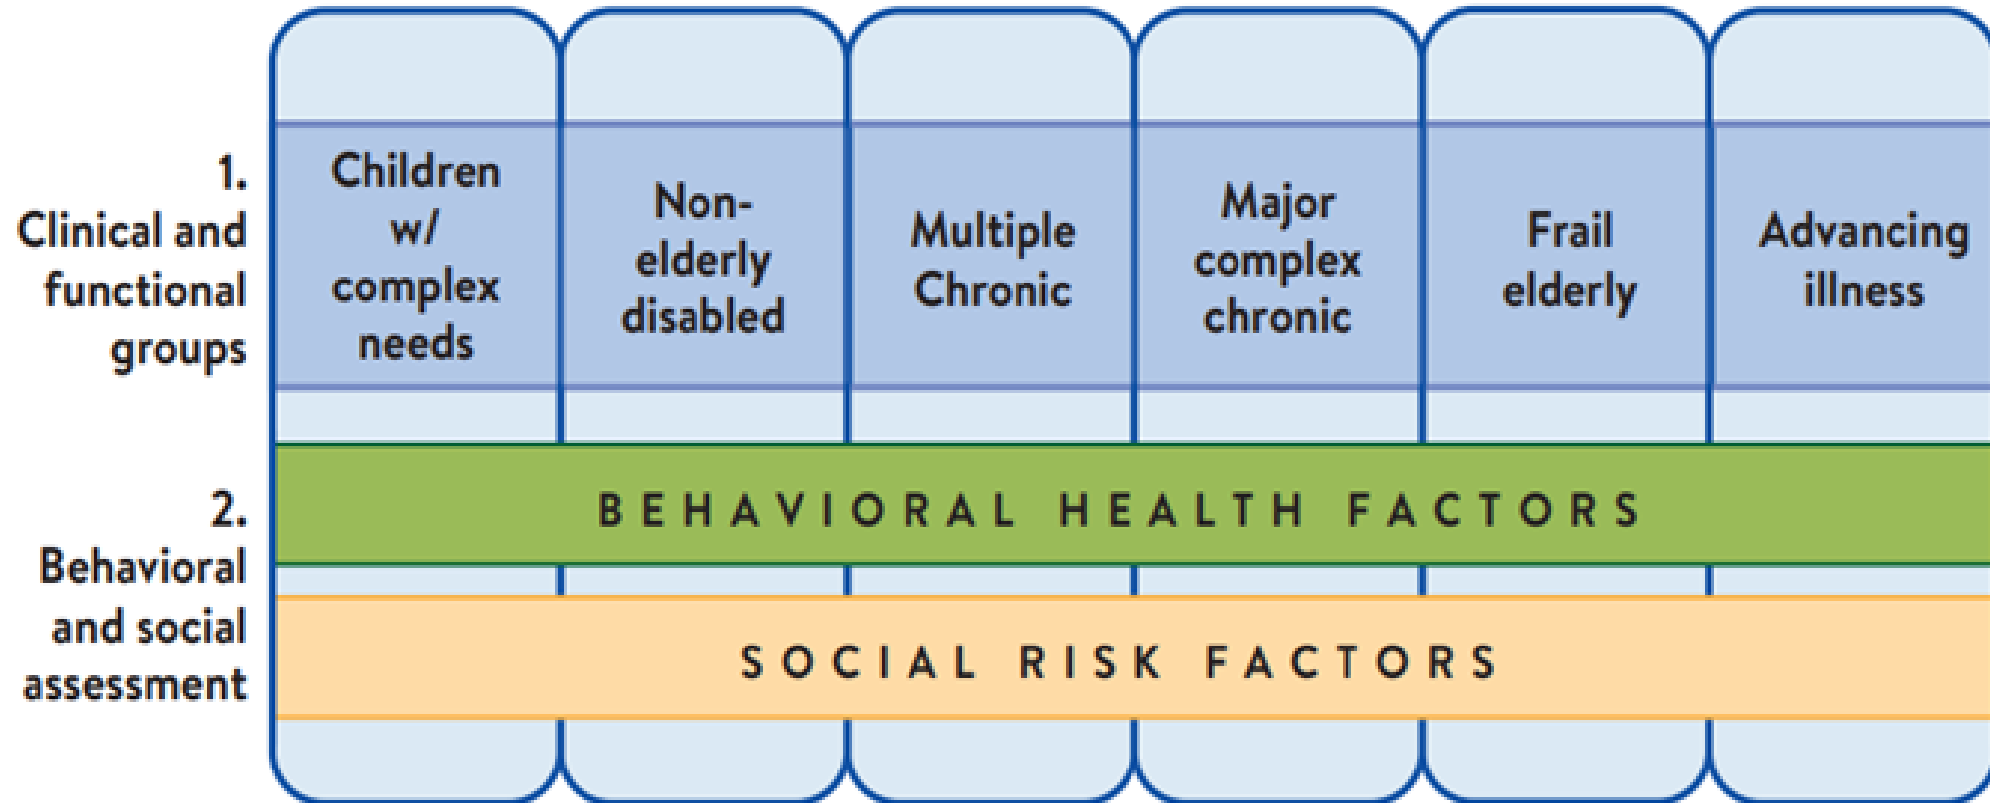 1.
Clinical and
functional
groups
Children
w/
complex
needs
Non-
elderly
disabled
Multiple
Chronic
Major
complex
chronic
Frail
elderly
Advancing
illness
2.
Behavioral
and social
assessment
BEHAVIORAL HEALTH FACTORS
SOCIAL RISK FACTORS